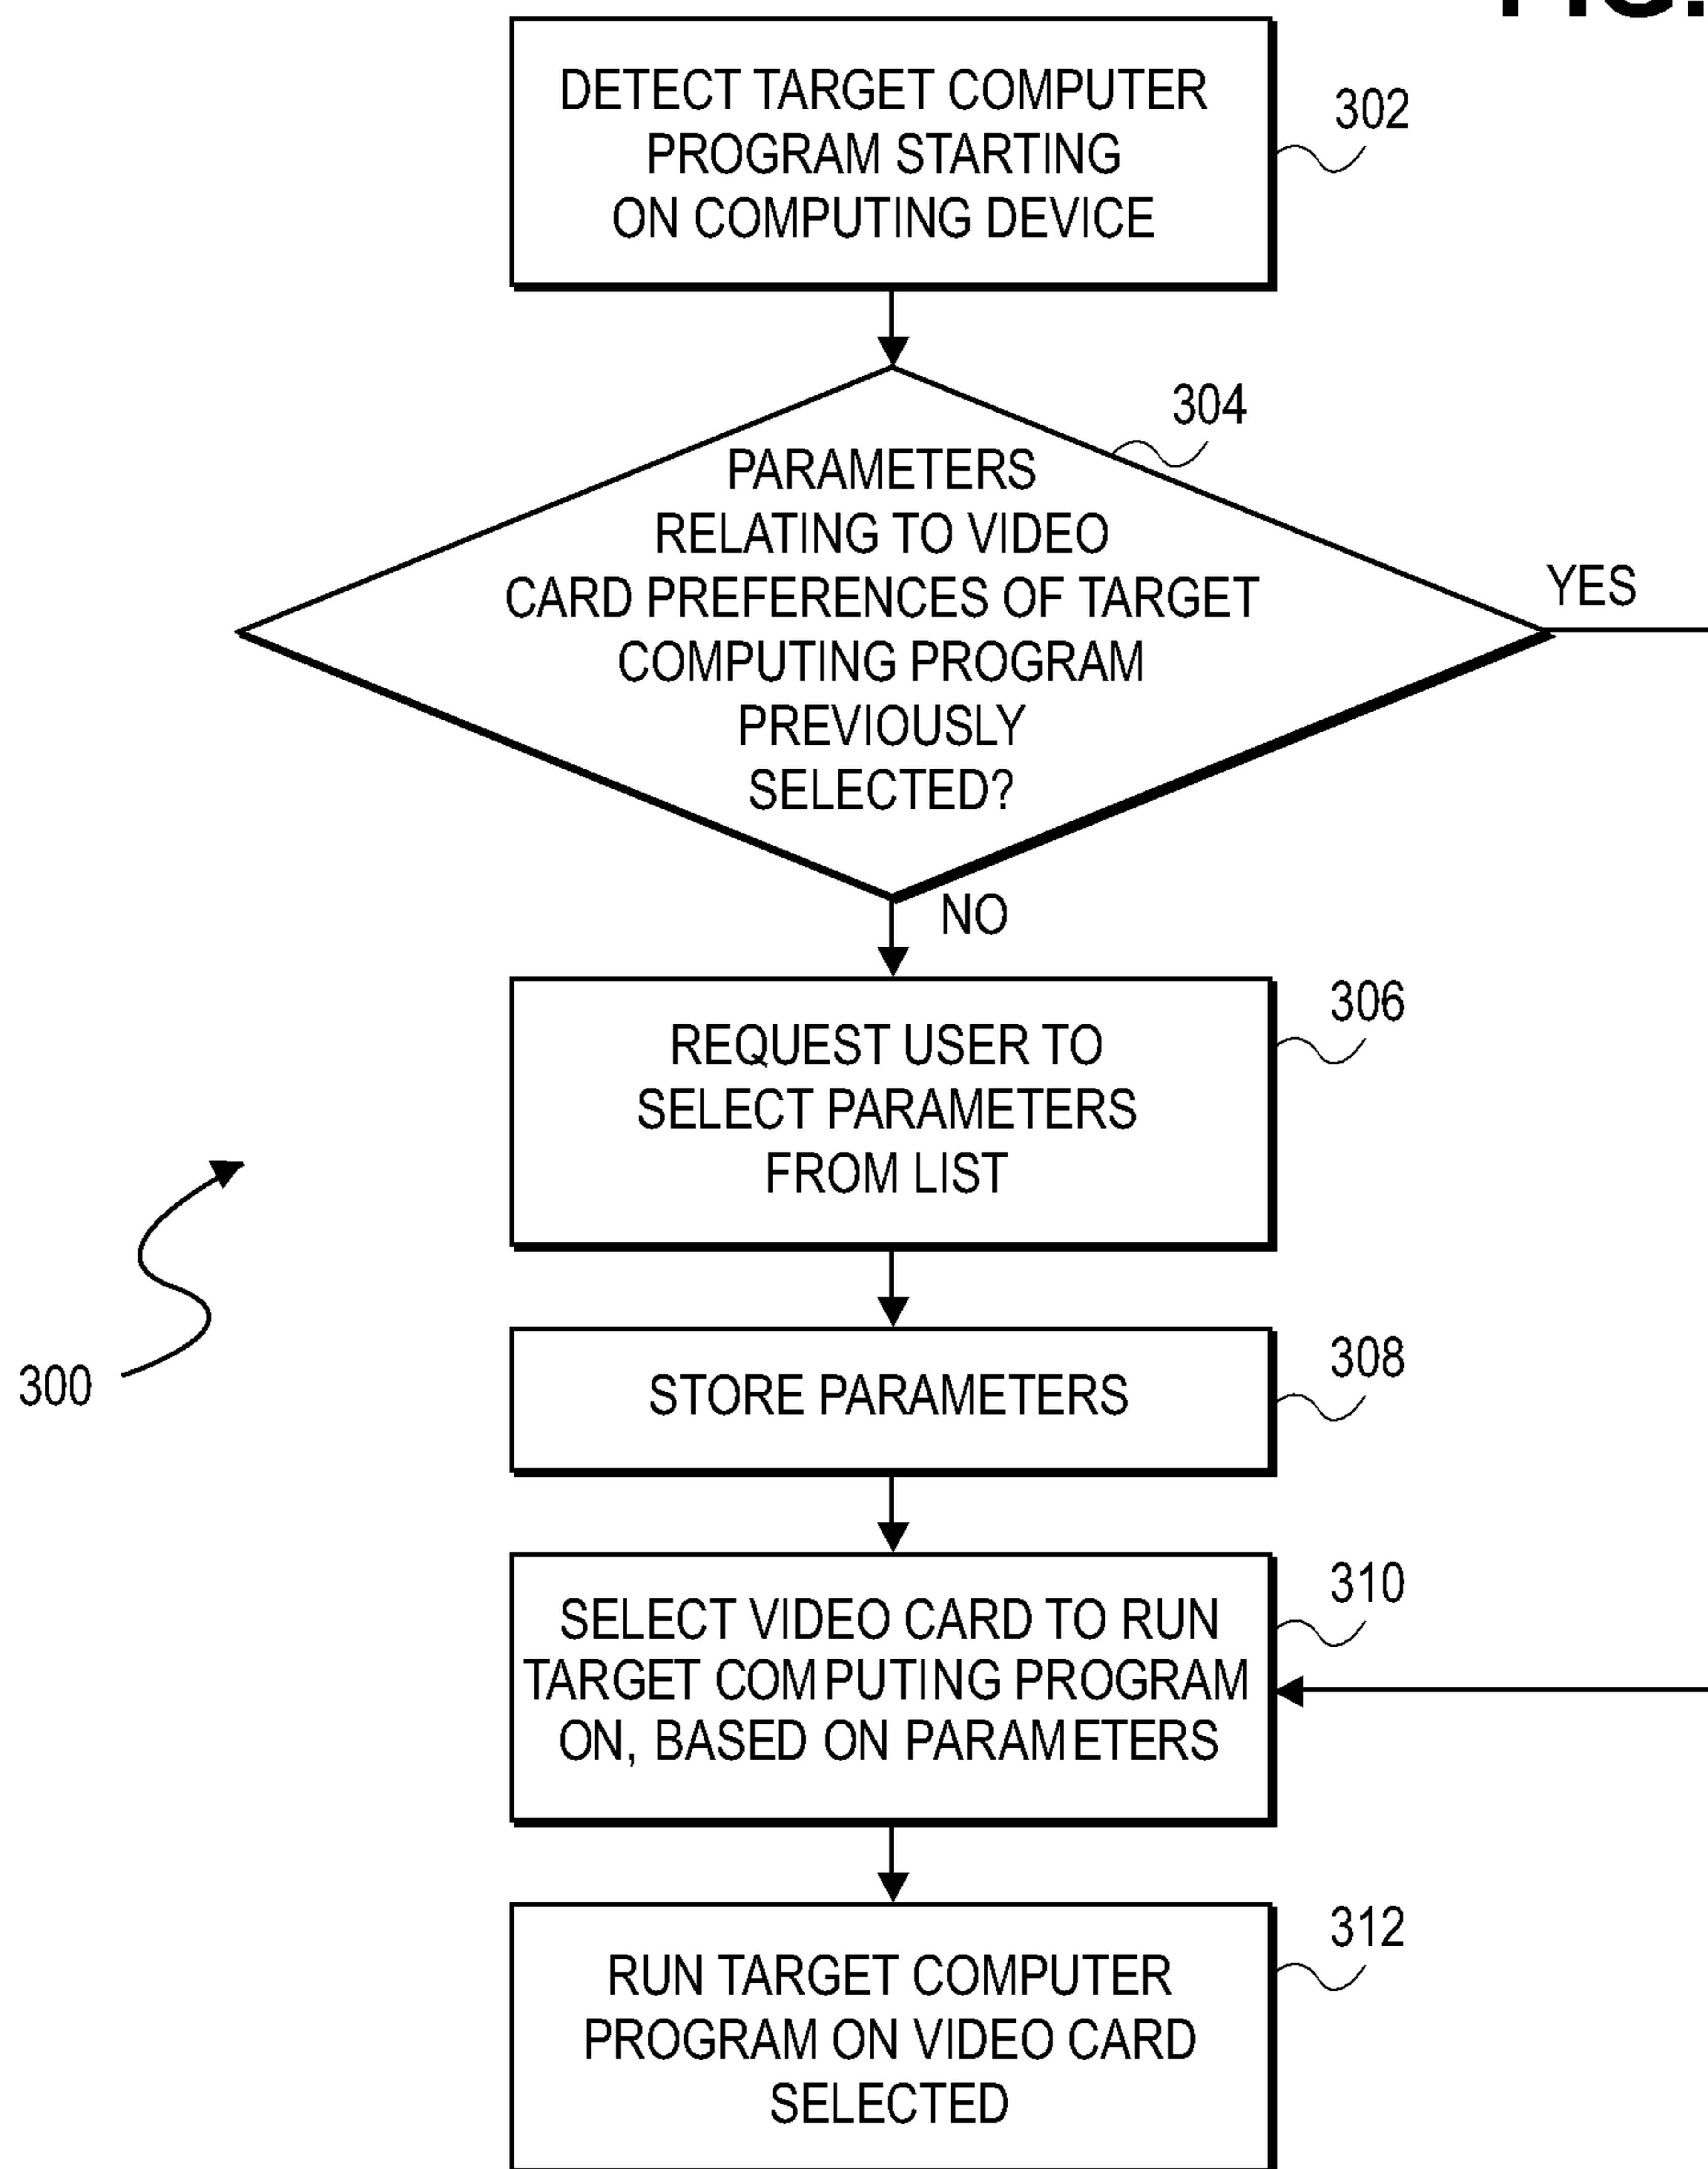 DETECT TARGET COMPUTER
PROGRAM STARTING
ON COMPUTING DEVICE
302
304
PARAMETERS
RELATING TO VIDEO
CARD PREFERENCES OF TARGET
COMPUTING PROGRAM
PREVIOUSLY
SELECTED?
YES
NO
306
REQUEST USER TO
SELECT PARAMETERS
FROM LIST
300
308
STORE PARAMETERS
310
SELECT VIDEO CARD TO RUN
TARGET COMPUTING PROGRAM
ON, BASED ON PARAMETERS
312
RUN TARGET COMPUTER
PROGRAM ON VIDEO CARD
SELECTED